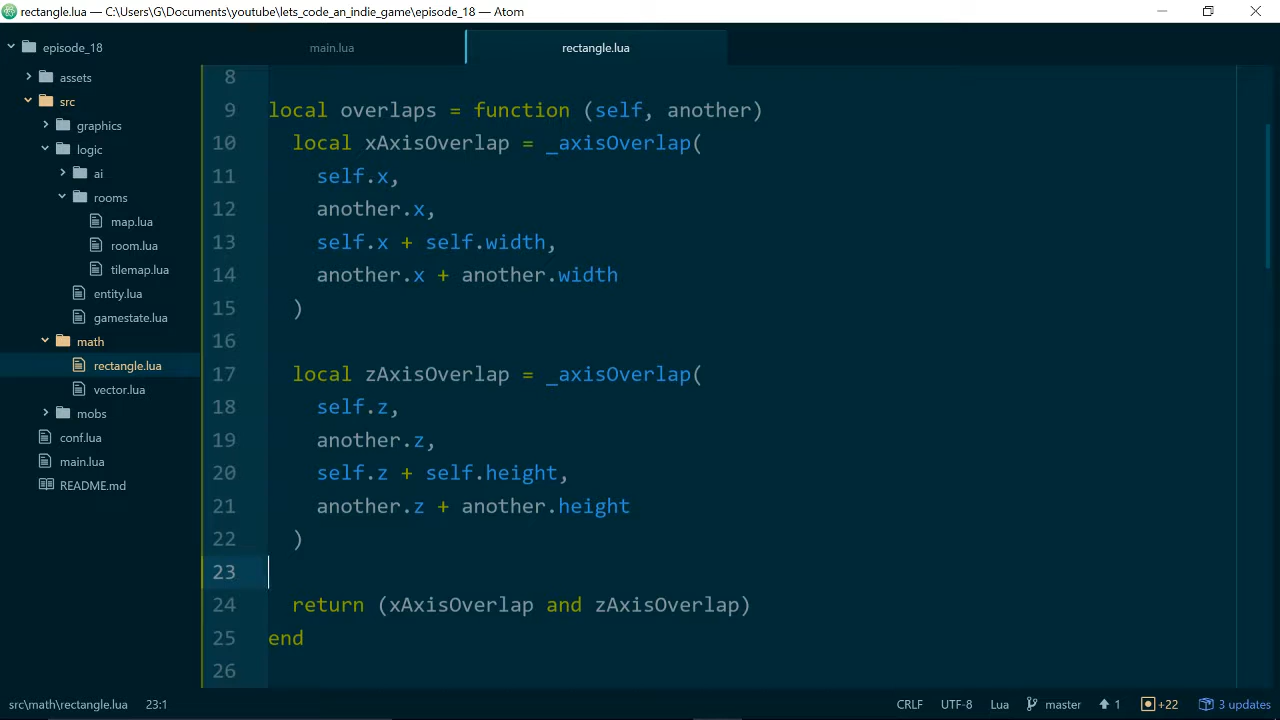 rectangle.lua — C:\Users\G\Documents\youtube\lets_code_an_indie_game\episode_18 — Atom
episode_18
assets
src
graphics
logic
ai
rooms
map.lua
room.lua
tilemap.lua
entity.lua
gamestate.lua
math
rectangle.lua
vector.lua
mobs
conf.lua
main.lua
README.md
main.lua
rectangle.lua
8
9 local overlaps = function (self, another)
10 local xAxisOverlap = _axisOverlap(
11 self.x,
12 another.x,
13 self.x + self.width,
14 another.x + another.width
15 )
16
17 local zAxisOverlap = _axisOverlap(
18 self.z,
19 another.z,
20 self.z + self.height,
21 another.z + another.height
22 )
23
24 return (xAxisOverlap and zAxisOverlap)
25 end
26
src\math\rectangle.lua 23:1 CRLF UTF-8 Lua master 1 +22 3 updates